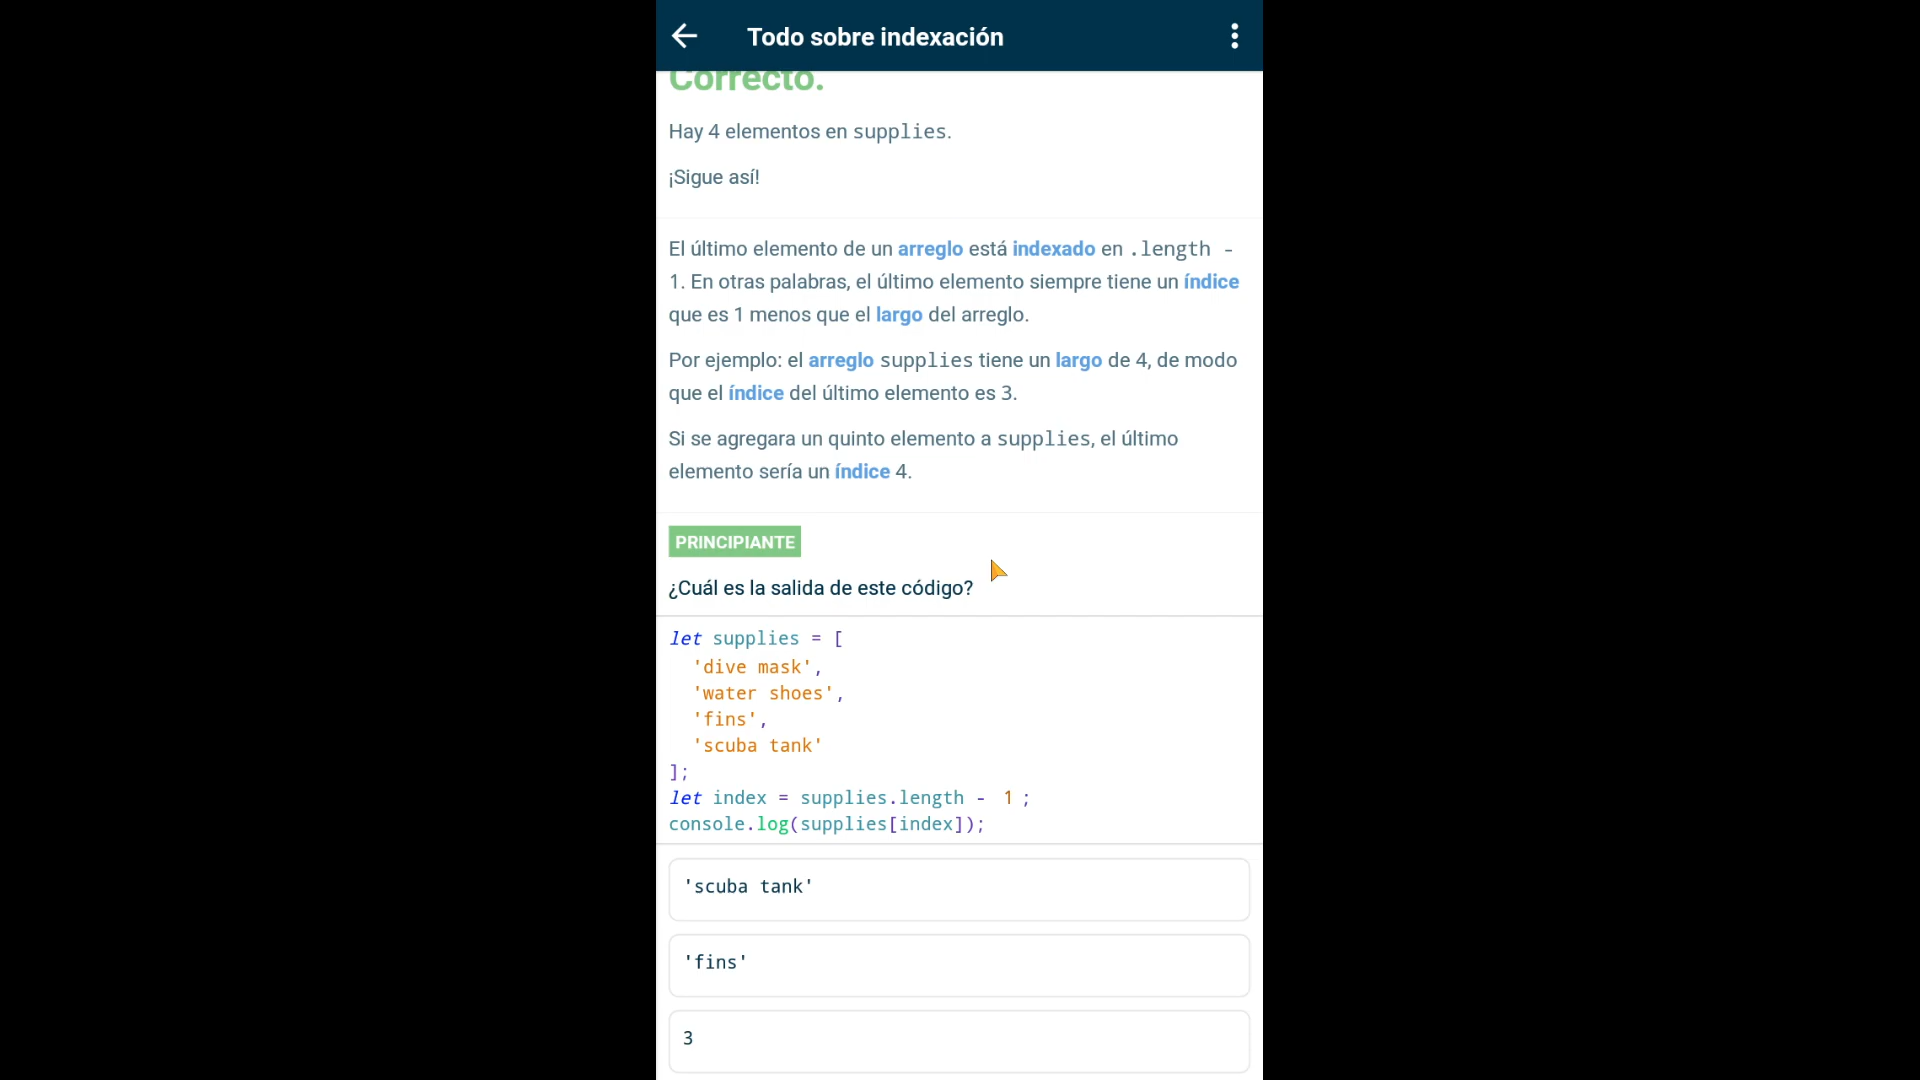 Todo sobre indexación
Correcto.
Hay 4 elementos en supplies.
¡Sigue así!
El último elemento de un arreglo está indexado en .length -
1. En otras palabras, el último elemento siempre tiene un índice
que es 1 menos que el largo del arreglo.
Por ejemplo: el arreglo supplies tiene un largo de 4, de modo
que el índice del último elemento es 3.
Si se agregara un quinto elemento a supplies, el último
elemento sería un índice 4.
PRINCIPIANTE
¿Cuál es la salida de este código?
let supplies = [
'dive mask',
'water shoes',
'fins',
'scuba tank'
];
let index = supplies.length - 1 ;
console.log(supplies[index]);
'scuba tank'
'fins'
3